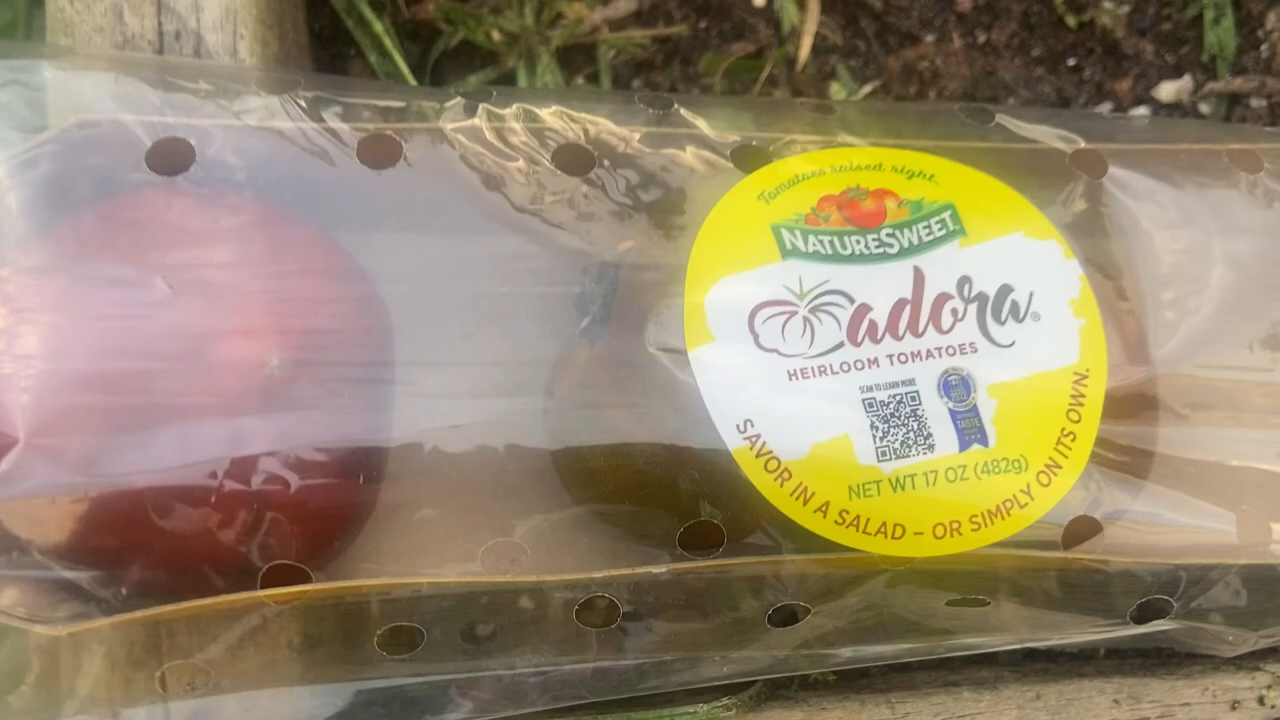 Tomatoes raised right.
NATURESWEET
adora®
HEIRLOOM TOMATOES
SCAN TO LEARN MORE
TASTE
NET WT 17 OZ (482g)
SAVOR IN A SALAD – OR SIMPLY ON ITS OWN.